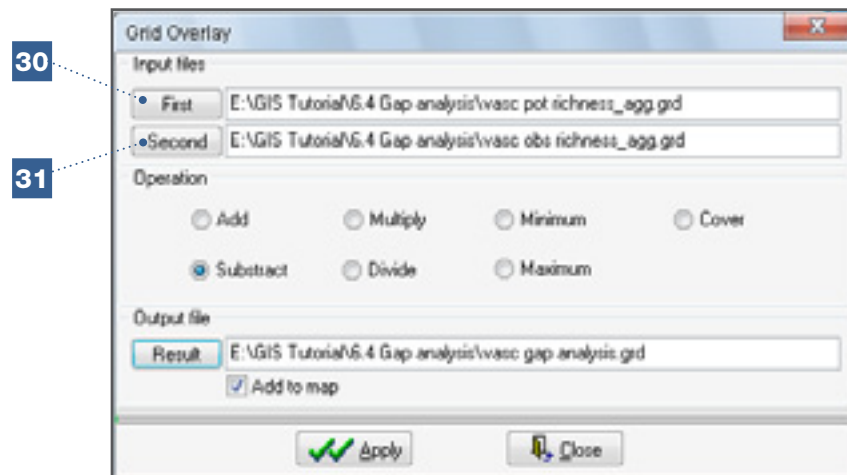 Grid Overlay
Input files
30
First E:\GIS Tutorial\6.4 Gap analysis\vasc pot richness_agg.grd
Second E:\GIS Tutorial\6.4 Gap analysis\vasc obs richness_agg.grd
31
Operation
Add Multiply Minimum Cover
Substract Divide Maximum
Output file
Result E:\GIS Tutorial\6.4 Gap analysis\vasc gap analysis.grd
Add to map
Apply Close